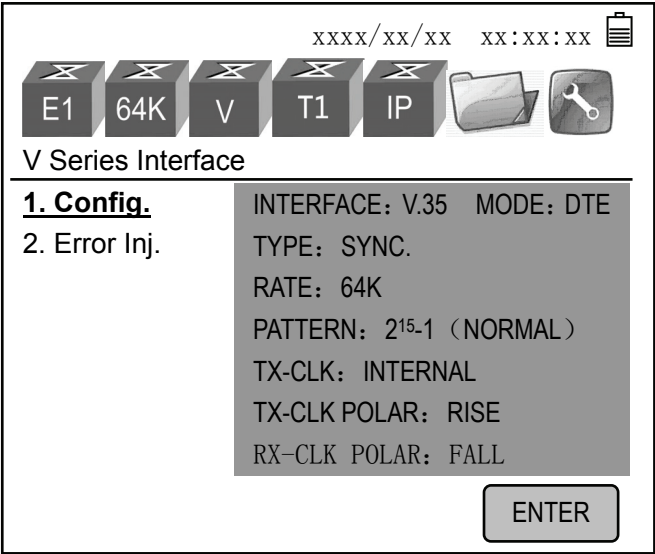 xxxx/xx/xx xx:xx:xx
E1 64K V T1 IP
V Series Interface
1. Config.
2. Error Inj.
INTERFACE：V.35 MODE：DTE
TYPE：SYNC.
RATE：64K
PATTERN：2¹⁵-1（NORMAL）
TX-CLK：INTERNAL
TX-CLK POLAR：RISE
RX-CLK POLAR：FALL
ENTER